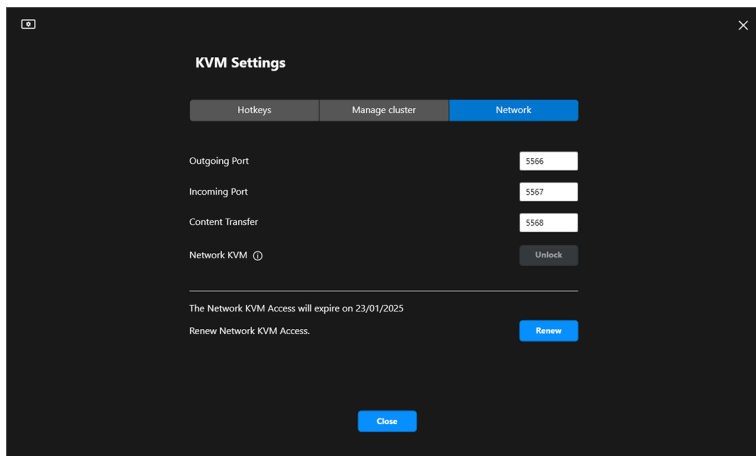 KVM Settings
Hotkeys Manage cluster Network
Outgoing Port 5566
Incoming Port 5567
Content Transfer 5568
Network KVM Unlock
The Network KVM Access will expire on 23/01/2025
Renew Network KVM Access. Renew
Close